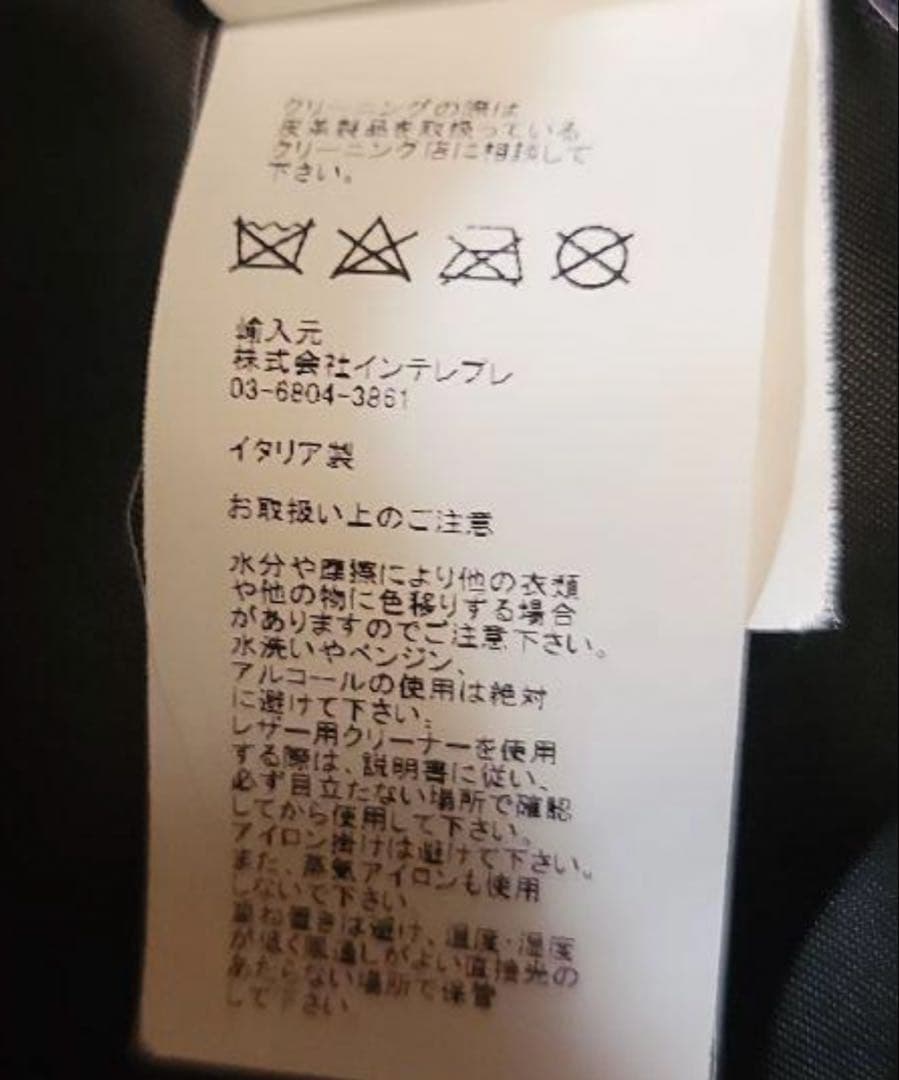 クリーニングの際は
皮革製品を取扱っている
クリーニング店に相談して
下さい。
輸入元
株式会社インテレプレ
03-6804-3861
イタリア製
お取扱い上のご注意
水分や摩擦により他の衣類
や他の物に色移りする場合
がありますのでご注意下さい。
水洗いやベンジン、
アルコールの使用は絶対
に避けて下さい。
レザー用クリーナーを使用
する際は、説明書に従い、
必ず目立たない場所で確認
してから使用して下さい。
アイロン掛けは避けて下さい。
また、蒸気アイロンも使用
しないで下さい
重ね置きは避け、温度・湿度
が低く風通しがよい直接光の
あたらない場所で保管
して下さい